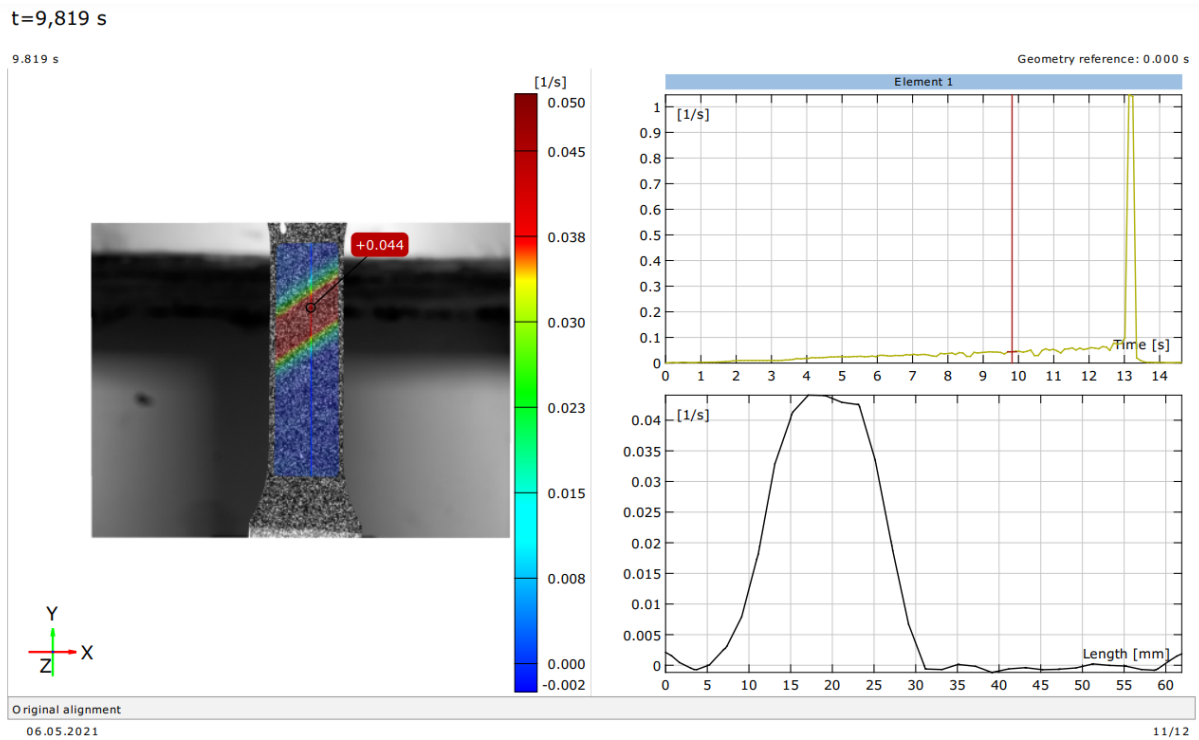 t=9,819 s
9.819 s
Geometry reference: 0.000 s
[1/s]
0.050
0.045
0.038
0.030
0.023
0.015
0.008
0.000
-0.002
+0.044
Element 1
[1/s]
1
0.9
0.8
0.7
0.6
0.5
0.4
0.3
0.2
0.1
0
Time [s]
0 1 2 3 4 5 6 7 8 9 10 11 12 13 14
[1/s]
0.04
0.035
0.03
0.025
0.02
0.015
0.01
0.005
0
Length [mm]
0 5 10 15 20 25 30 35 40 45 50 55 60
Y
X
Z
Original alignment
06.05.2021
11/12